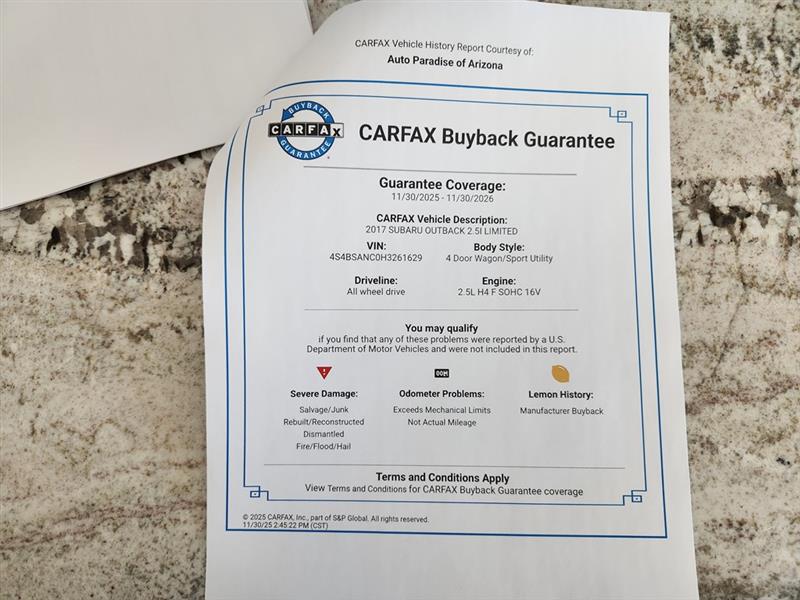 CARFAX Vehicle History Report Courtesy of:
Auto Paradise of Arizona
BUYBACK
CARFAX
GUARANTEE
CARFAX Buyback Guarantee
Guarantee Coverage:
11/30/2025 - 11/30/2026
CARFAX Vehicle Description:
2017 SUBARU OUTBACK 2.5I LIMITED
VIN: Body Style:
4S4BSANC0H3261629 4 Door Wagon/Sport Utility
Driveline: Engine:
All wheel drive 2.5L H4 F SOHC 16V
You may qualify
if you find that any of these problems were reported by a U.S.
Department of Motor Vehicles and were not included in this report.
Severe Damage: Odometer Problems: Lemon History:
Salvage/Junk Exceeds Mechanical Limits Manufacturer Buyback
Rebuilt/Reconstructed Not Actual Mileage
Dismantled
Fire/Flood/Hail
Terms and Conditions Apply
View Terms and Conditions for CARFAX Buyback Guarantee coverage
© 2025 CARFAX, Inc., part of S&P Global. All rights reserved.
11/30/25 2:45:22 PM (CST)